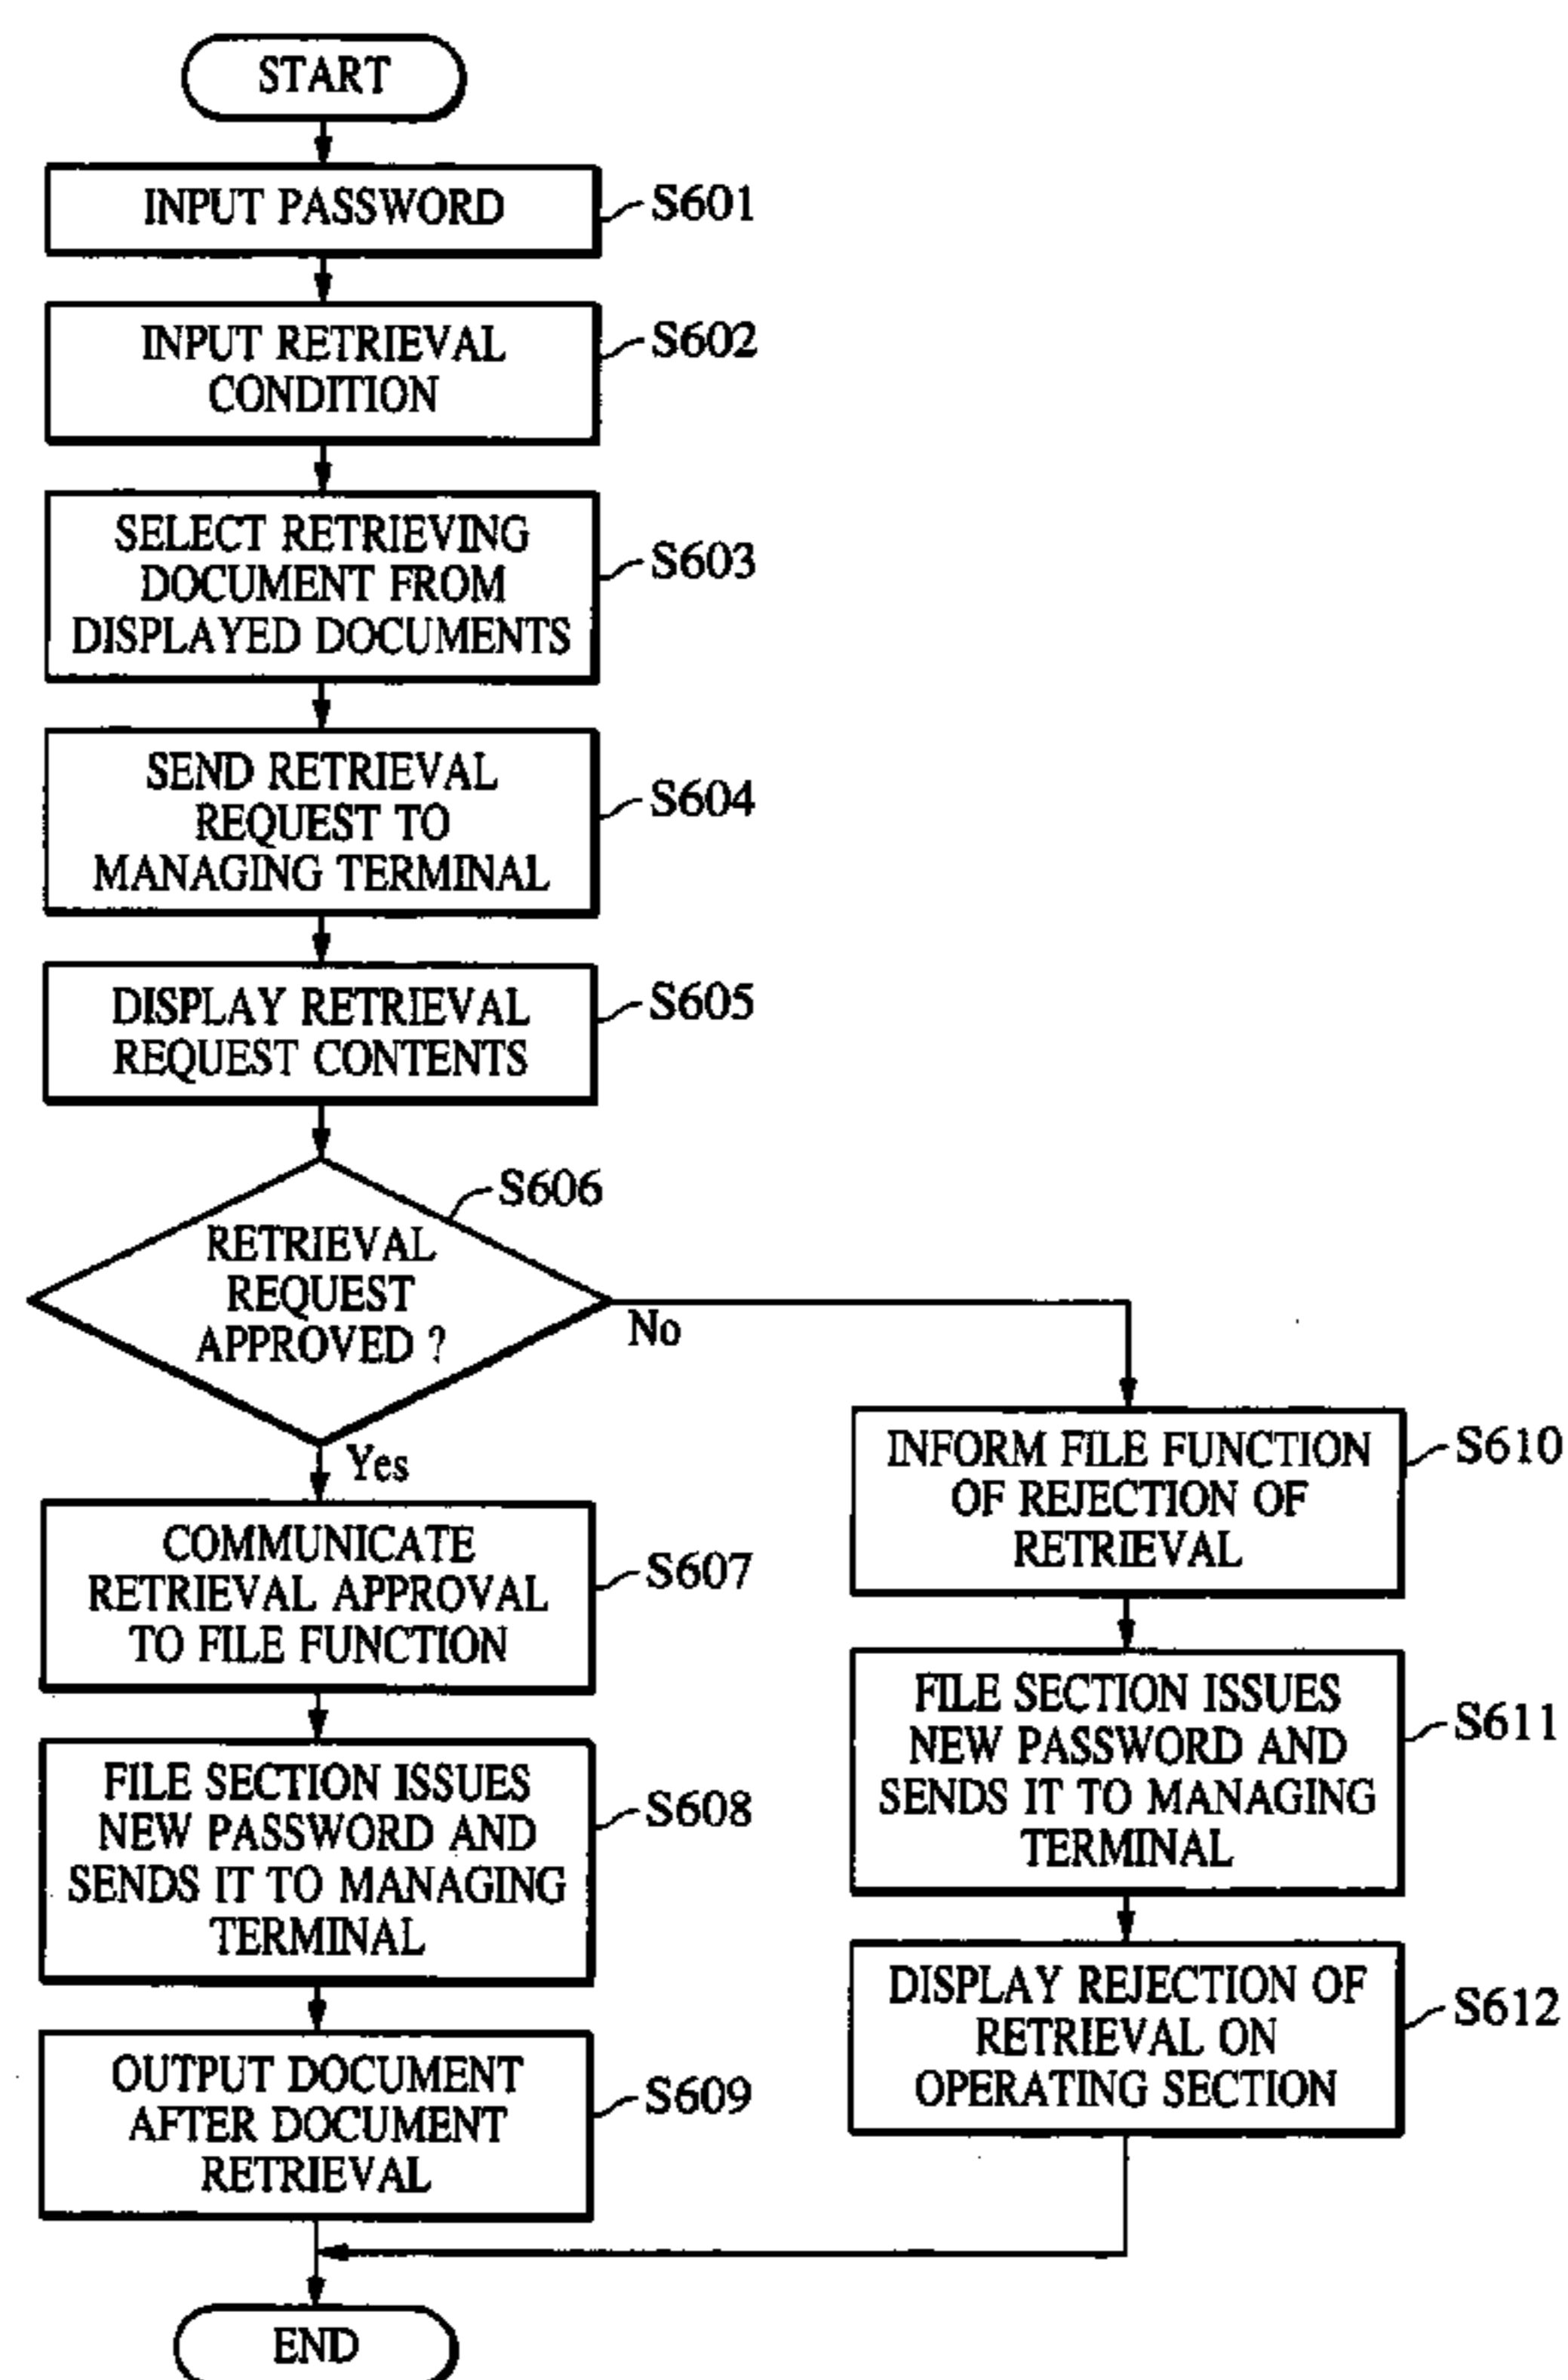 START
INPUT PASSWORD
S601
INPUT RETRIEVAL
CONDITION
S602
SELECT RETRIEVING
DOCUMENT FROM
DISPLAYED DOCUMENTS
S603
SEND RETRIEVAL
REQUEST TO
MANAGING TERMINAL
S604
DISPLAY RETRIEVAL
REQUEST CONTENTS
S605
S606
RETRIEVAL
REQUEST
APPROVED ?
No
Yes
COMMUNICATE
RETRIEVAL APPROVAL
TO FILE FUNCTION
S607
FILE SECTION ISSUES
NEW PASSWORD AND
SENDS IT TO MANAGING
TERMINAL
S608
OUTPUT DOCUMENT
AFTER DOCUMENT
RETRIEVAL
S609
INFORM FILE FUNCTION
OF REJECTION OF
RETRIEVAL
S610
FILE SECTION ISSUES
NEW PASSWORD AND
SENDS IT TO MANAGING
TERMINAL
S611
DISPLAY REJECTION OF
RETRIEVAL ON
OPERATING SECTION
S612
END